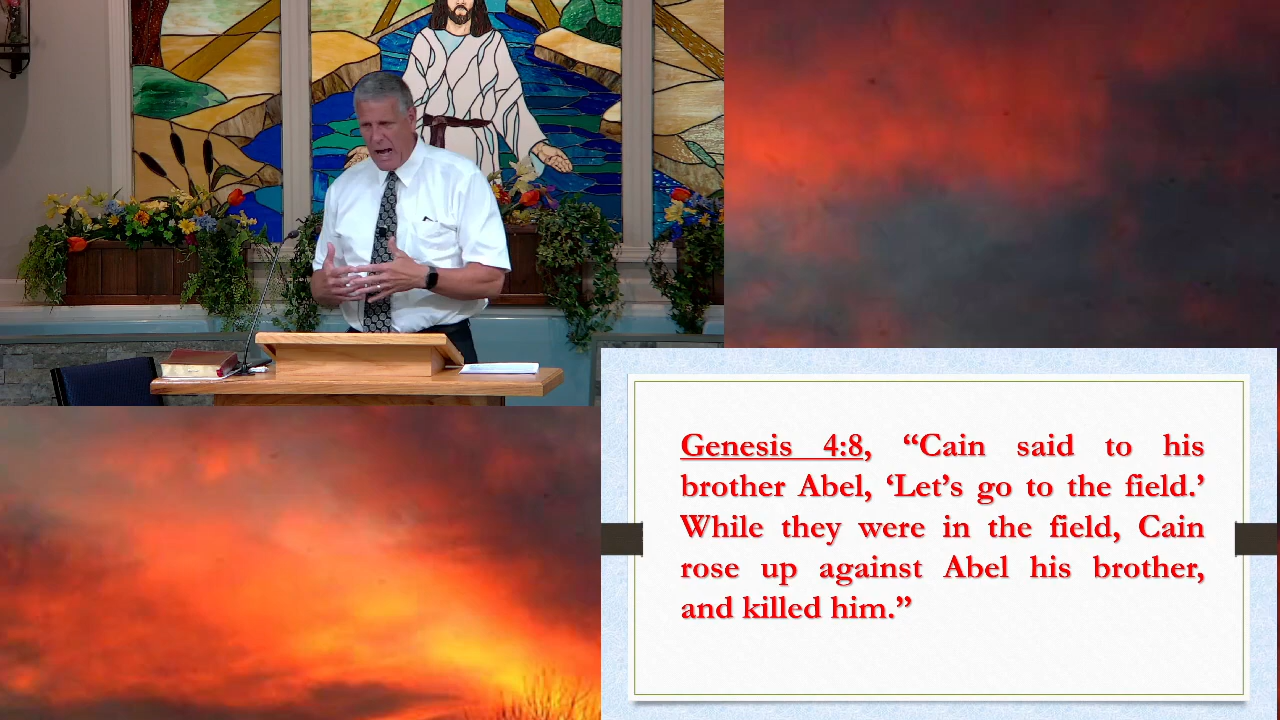 Genesis 4:8, “Cain said to his
brother Abel, ‘Let’s go to the field.’
While they were in the field, Cain
rose up against Abel his brother,
and killed him.”